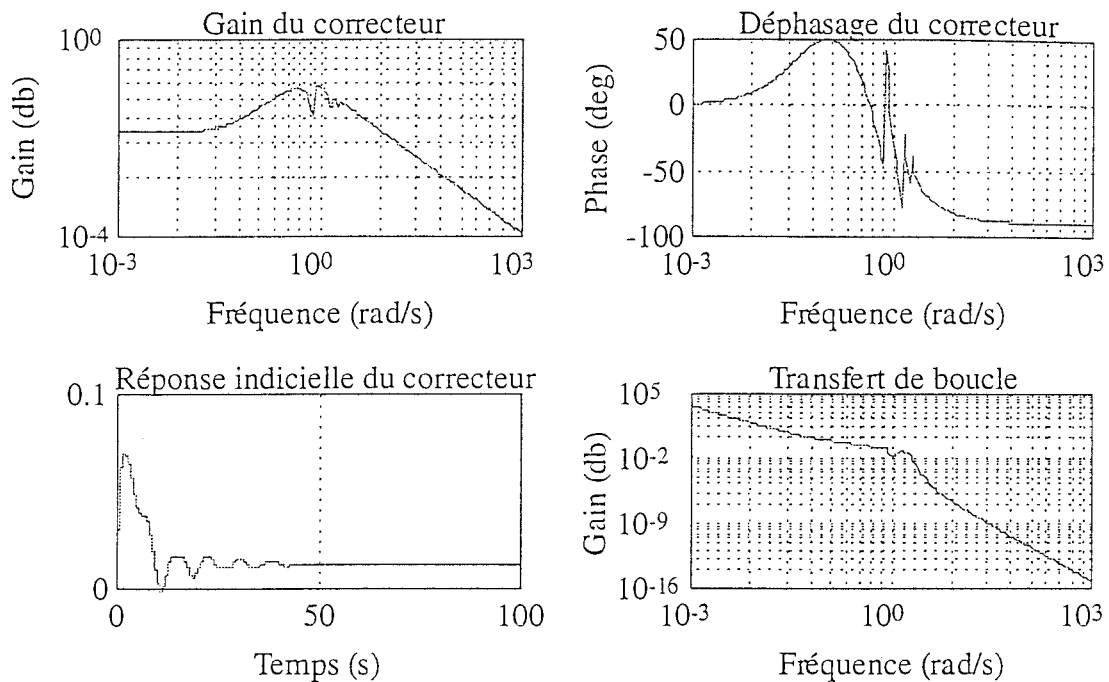 Gain du correcteur
10^0
Gain (db)
10^-4
10^-3
10^0
10^3
Fréquence (rad/s)
Déphasage du correcteur
50
0
-50
-100
Phase (deg)
10^-3
10^0
10^3
Fréquence (rad/s)
Réponse indicielle du correcteur
0.1
0
0
50
100
Temps (s)
Transfert de boucle
10^5
10^-2
10^-9
10^-16
Gain (db)
10^-3
10^0
10^3
Fréquence (rad/s)